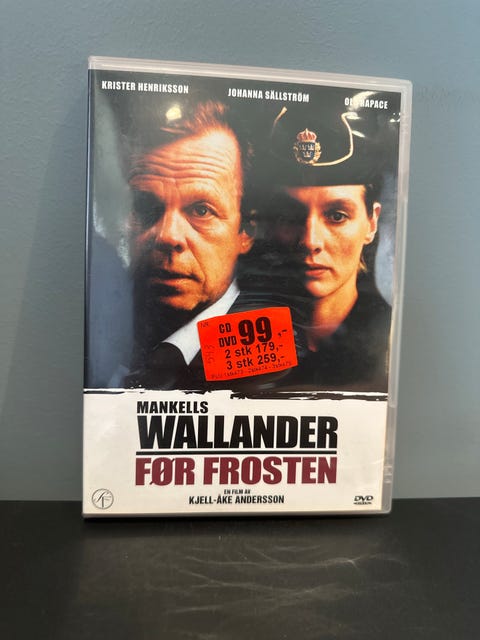 KRISTER HENRIKSSON
JOHANNA SÄLLSTRÖM
RAPACE
CD
DVD 99,-
2 stk 179,-
3 stk 259,-
MANKELLS
WALLANDER
FØR FROSTEN
EN FILM AV
KJELL-ÅKE ANDERSSON
SF
DVD